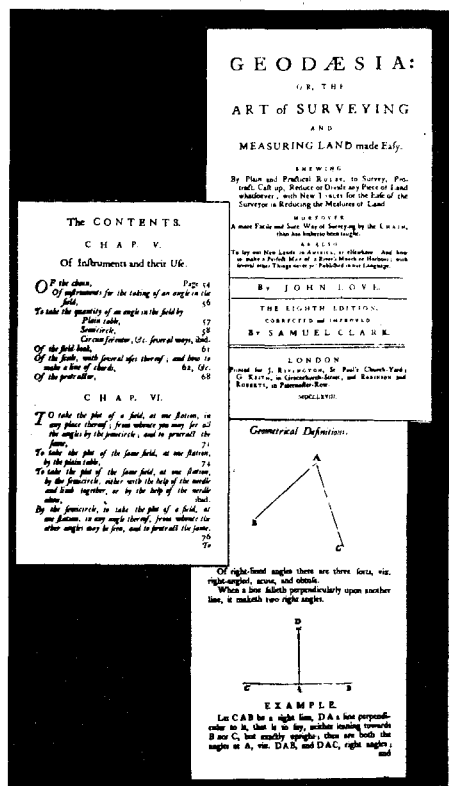 GEODÆSIA:
OR, THE
ART of SURVEYING
AND
MEASURING LAND made Easy.
SHEWING
By Plain and Practical RULES, to Survey, Pro-
tract, Cast up, Reduce or Divide any Piece of Land
whatsoever; with New TABLES for the Ease of the
Surveyor in Reducing the Measures of Land
MOREOVER
A more Facile and Sure Way of Surveying by the CHAIN,
than has hitherto been taught.
AS ALSO
To lay out New Lands in AMERICA, or elsewhere. And how
to make a Perfect Map of a River's Mouth or Harbour; with
several other Things never yet Published in our Language.
By JOHN LOVE.
THE EIGHTH EDITION,
CORRECTED and IMPROVED
By SAMUEL CLARK.
LONDON
Printed for J. RIVINGTON, St Paul's Church-Yard;
G. KEITH, in Gracechurch-Street, and ROBINSON and
ROBERTS, in Paternoster-Row.
MDCCLXVIII.
The CONTENTS.
CHAP. V.
Of Instruments and their Use.
OF the chain, Page 54
Of instruments for the taking of an angle in the
field, 56
To take the quantity of an angle in the field by
Plain table, 57
Semicircle, 58
Circumferentor, &c. several ways, ibid.
Of the field book, 61
Of the scale, with several uses thereof; and how to
make a line of chords, 62, &c.
Of the protractor, 68
CHAP. VI.
TO take the plot of a field, at one station, in
any place thereof; from whence you may see all
the angles by the semicircle; and to protract the
same, 71
To take the plot of the same field, at one station,
by the plain table, 74
To take the plot of the same field, at one station,
by the semicircle, either with the help of the needle
and limb together, or by the help of the needle
alone, ibid.
By the semicircle, to take the plot of a field, at
one station, in any angle thereof, from whence the
other angles may be seen, and to protract the same.
76
To
Geometrical Definitions.
A
B
C
Of right-lined angles there are three sorts, viz.
right-angled, acute, and obtuse.
When a line falleth perpendicularly upon another
line, it maketh two right angles.
D
C A B
EXAMPLE.
Let CAB be a right line, DA a line perpendi-
cular to it, that is to say, neither leaning towards
B nor C, but exactly upright; then are both the
angles at A, viz. DAB, and DAC, right angles;
and